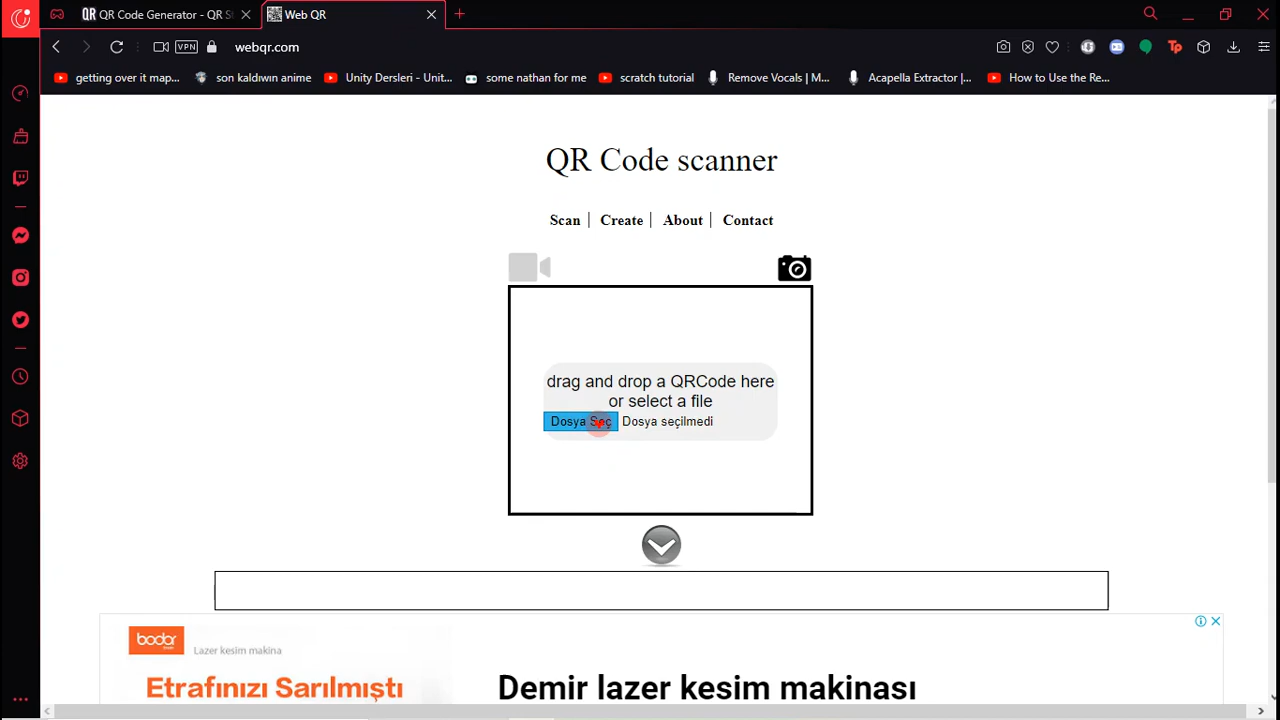 QR Code Generator - QR S
Web QR
VPN
webqr.com
getting over it map...
son kaldıwın anime
Unity Dersleri - Unit...
some nathan for me
scratch tutorial
Remove Vocals | M...
Acapella Extractor |...
How to Use the Re...
QR Code scanner
Scan | Create | About | Contact
drag and drop a QRCode here
or select a file
Dosya Seç Dosya seçilmedi
bodor
Lazer kesim makina
Etrafınızı Sarılmıştı
Demir lazer kesim makinası